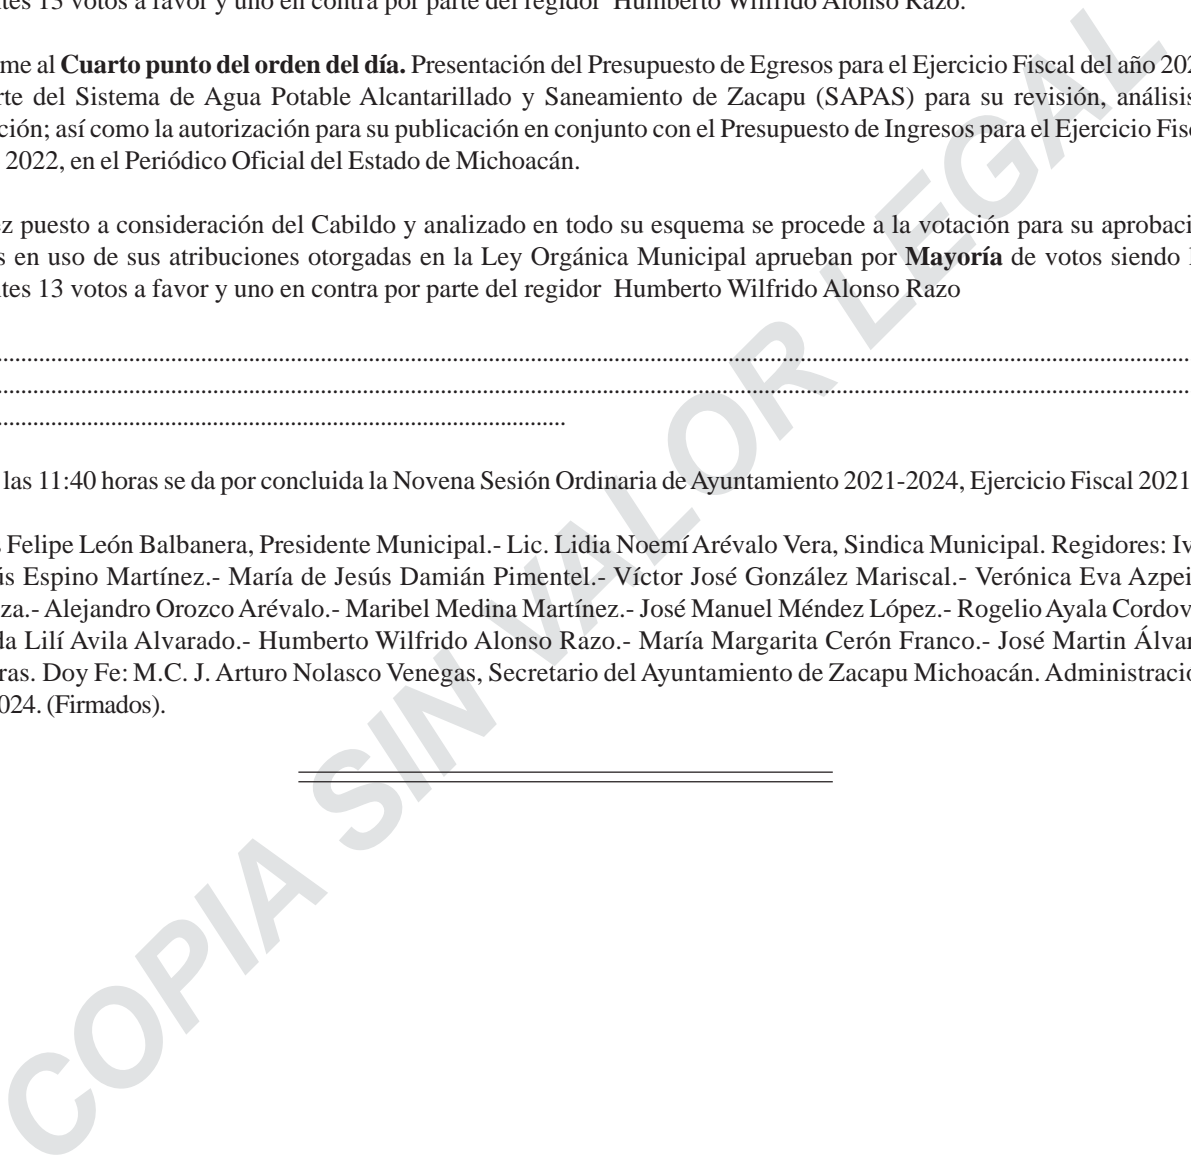 tes 13 votos a favor y uno en contra por parte del regidor Humberto Wilfrido Alonso Razo.
me al Cuarto punto del orden del día. Presentación del Presupuesto de Egresos para el Ejercicio Fiscal del año 202
rte del Sistema de Agua Potable Alcantarillado y Saneamiento de Zacapu (SAPAS) para su revisión, análisis
ción; así como la autorización para su publicación en conjunto con el Presupuesto de Ingresos para el Ejercicio Fisc
2022, en el Periódico Oficial del Estado de Michoacán.
z puesto a consideración del Cabildo y analizado en todo su esquema se procede a la votación para su aprobaci
s en uso de sus atribuciones otorgadas en la Ley Orgánica Municipal aprueban por Mayoría de votos siendo l
tes 13 votos a favor y uno en contra por parte del regidor Humberto Wilfrido Alonso Razo
las 11:40 horas se da por concluida la Novena Sesión Ordinaria de Ayuntamiento 2021-2024, Ejercicio Fiscal 2021
s Felipe León Balbanera, Presidente Municipal.- Lic. Lidia Noemí Arévalo Vera, Sindica Municipal. Regidores: Iv
ús Espino Martínez.- María de Jesús Damián Pimentel.- Víctor José González Mariscal.- Verónica Eva Azpei
za.- Alejandro Orozco Arévalo.- Maribel Medina Martínez.- José Manuel Méndez López.- Rogelio Ayala Cordov
da Lilí Avila Alvarado.- Humberto Wilfrido Alonso Razo.- María Margarita Cerón Franco.- José Martin Álvar
ras. Doy Fe: M.C. J. Arturo Nolasco Venegas, Secretario del Ayuntamiento de Zacapu Michoacán. Administraci
024. (Firmados).
COPIA SIN VALOR LEGAL